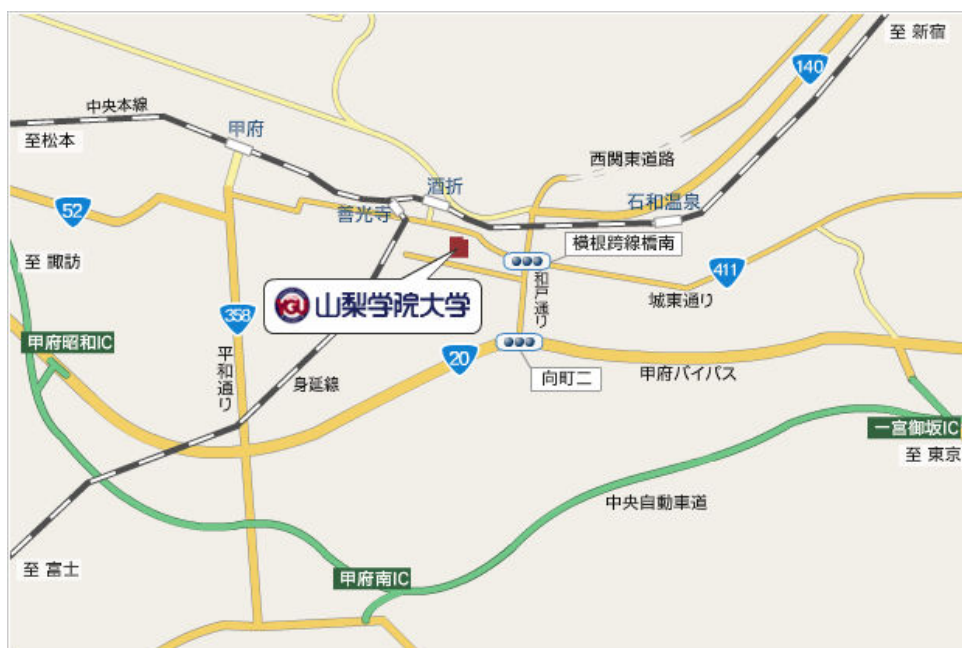 至 新宿
140
中央本線
甲府
至松本
西関東道路
酒折
石和温泉
52
善光寺
横根跨線橋南
至 諏訪
411
和戸通り
城東通り
YGU 山梨学院大学
358
甲府昭和IC
20
平和通り
身延線
向町二
甲府バイパス
一宮御坂IC
至 東京
中央自動車道
至 富士
甲府南IC